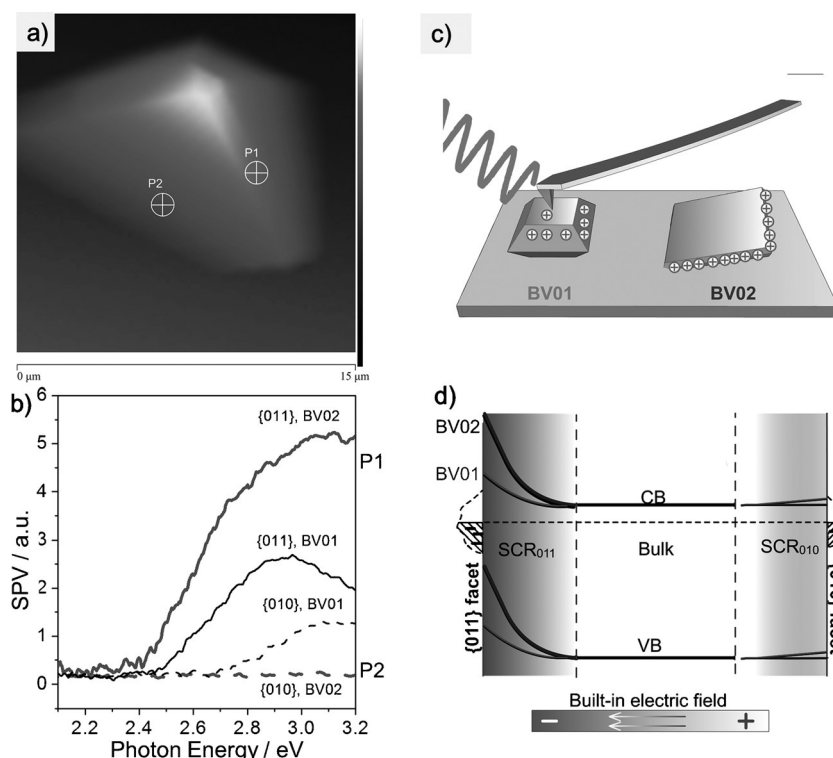 a)
P1
P2
0 µm
15 µm
b)
SPV / a.u.
6
5
4
3
2
1
0
{011}, BV02
P1
{011}, BV01
{010}, BV01
P2
{010}, BV02
2.2
2.4
2.6
2.8
3.0
3.2
Photon Energy / eV
c)
BV01
BV02
d)
BV02
BV01
CB
SCR₀₁₁
Bulk
SCR₀₁₀
{011} facet
VB
Built-in electric field
− +